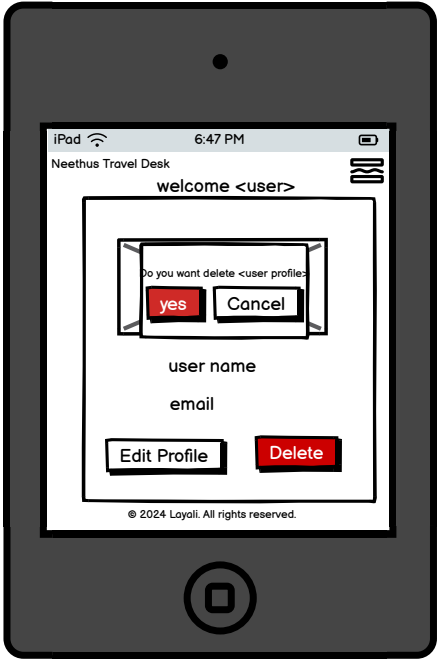 iPad 6:47 PM
Neethus Travel Desk
welcome <user>
Do you want delete <user profile>
yes Cancel
user name
email
Edit Profile Delete
© 2024 Layali. All rights reserved.